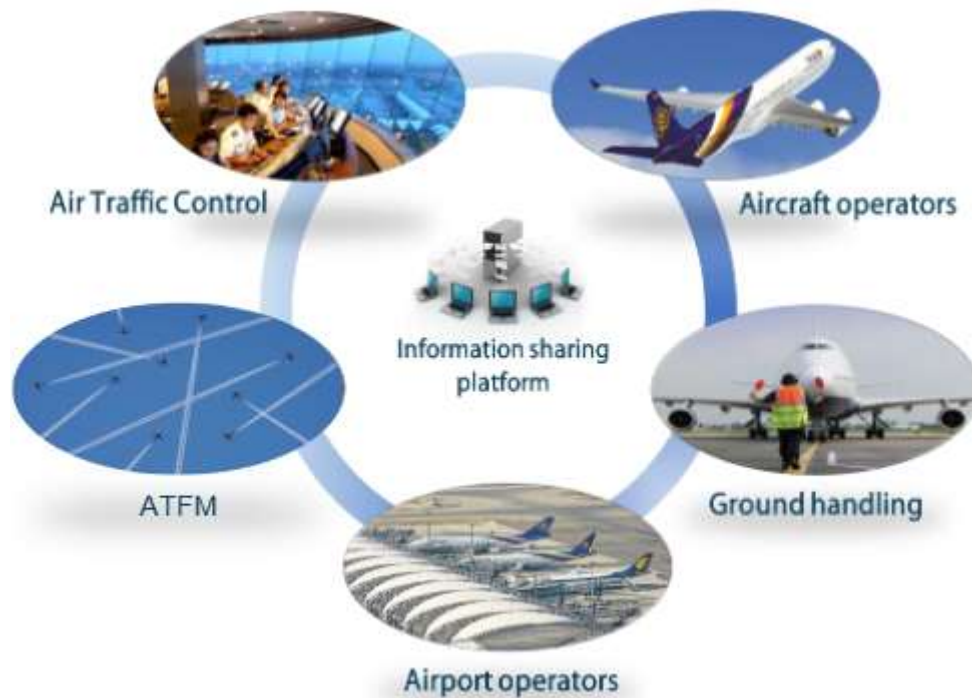 Air Traffic Control
Aircraft operators
Information sharing
platform
ATFM
Ground handling
Airport operators